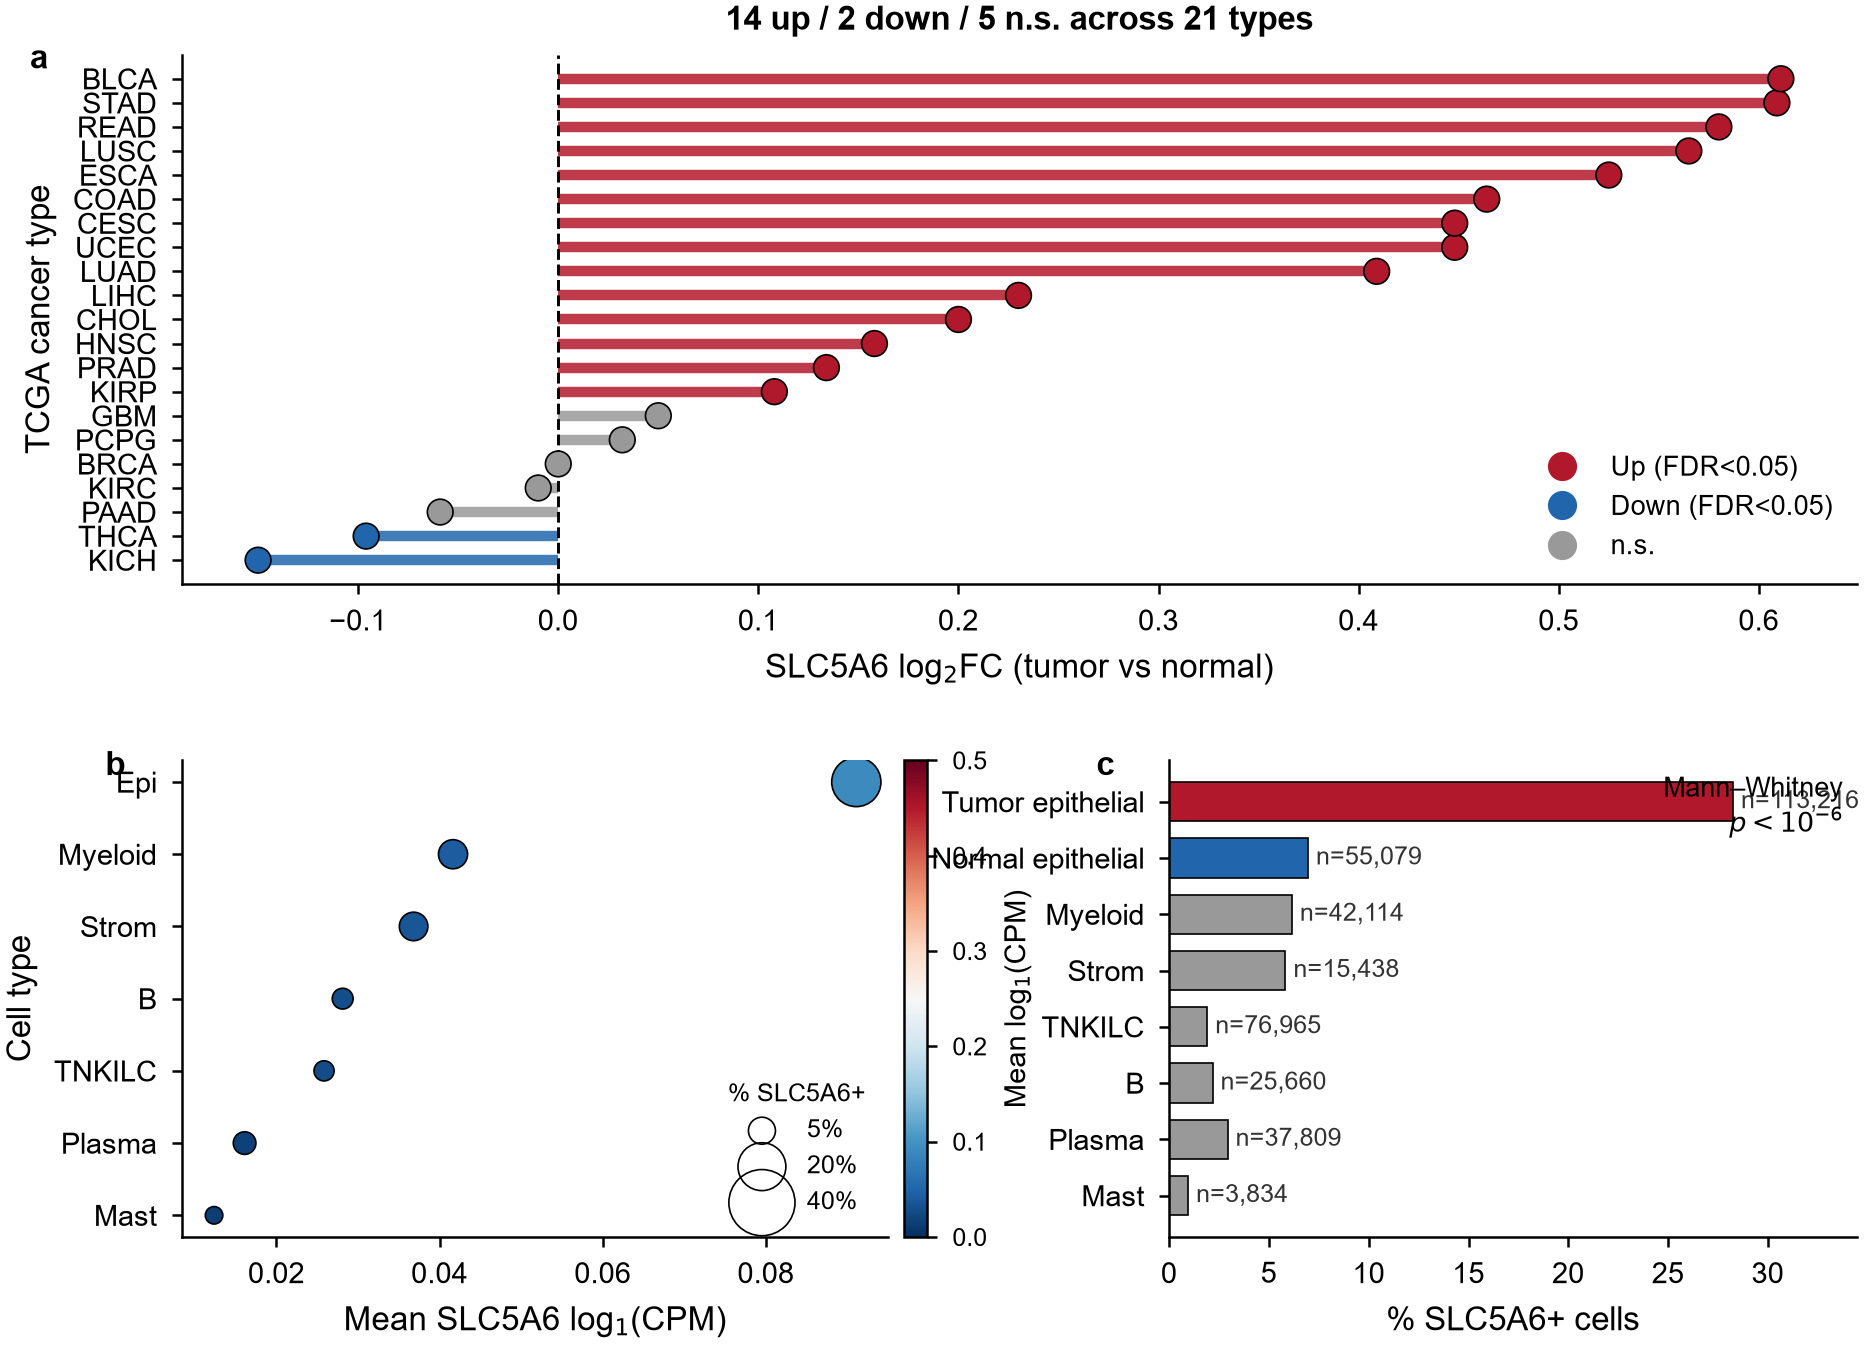 14 up / 2 down / 5 n.s. across 21 types
a
TCGA cancer type
BLCA
STAD
READ
LUSC
ESCA
COAD
CESC
UCEC
LUAD
LIHC
CHOL
HNSC
PRAD
KIRP
GBM
PCPG
BRCA
KIRC
PAAD
THCA
KICH
Up (FDR<0.05)
Down (FDR<0.05)
n.s.
−0.1 0.0 0.1 0.2 0.3 0.4 0.5 0.6
SLC5A6 log₂FC (tumor vs normal)
b
Cell type
Epi
Myeloid
Strom
B
TNKILC
Plasma
Mast
% SLC5A6+
5%
20%
40%
0.02 0.04 0.06 0.08
Mean SLC5A6 log₁(CPM)
0.5
0.4
0.3
0.2
0.1
0.0
Mean log₁(CPM)
c
Tumor epithelial
Normal epithelial
Myeloid
Strom
TNKILC
B
Plasma
Mast
Mann–Whitney
p < 10⁻⁶
n=113,216
n=55,079
n=42,114
n=15,438
n=76,965
n=25,660
n=37,809
n=3,834
0 5 10 15 20 25 30
% SLC5A6+ cells